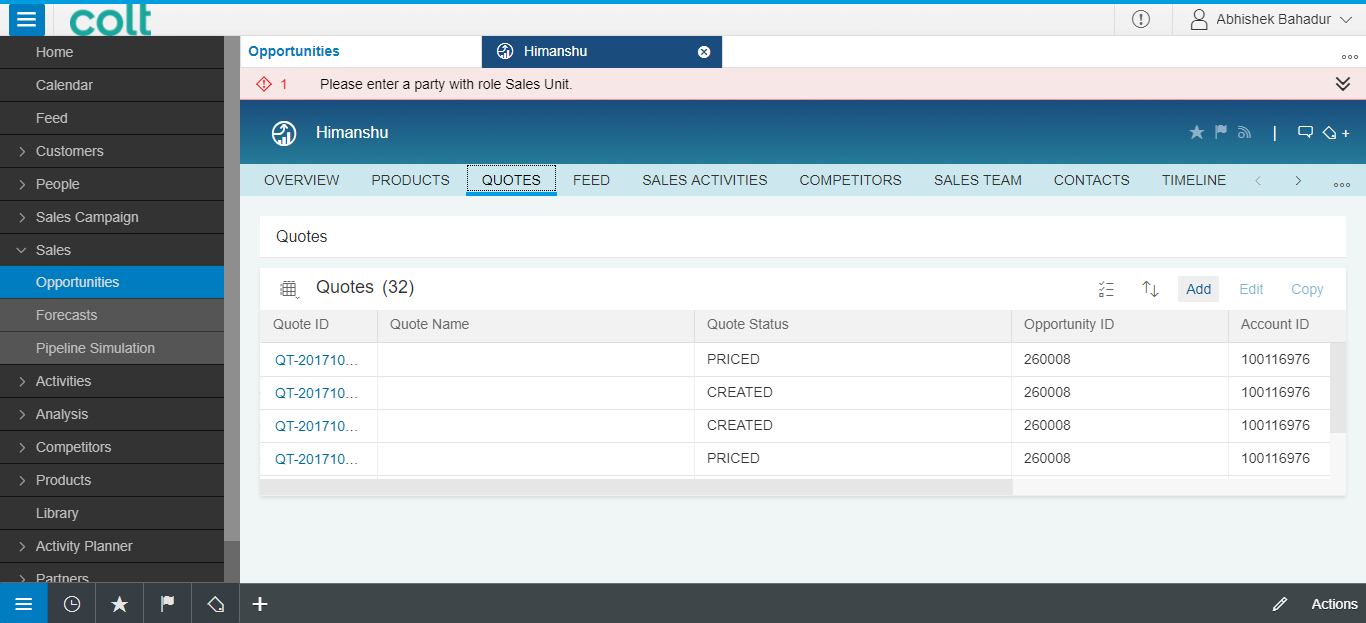 colt
Abhishek Bahadur
Home
Calendar
Feed
Customers
People
Sales Campaign
Sales
Opportunities
Forecasts
Pipeline Simulation
Activities
Analysis
Competitors
Products
Library
Activity Planner
Partners
Opportunities
Himanshu
1 Please enter a party with role Sales Unit.
Himanshu
OVERVIEW PRODUCTS QUOTES FEED SALES ACTIVITIES COMPETITORS SALES TEAM CONTACTS TIMELINE
Quotes
Quotes (32)
Add Edit Copy
Quote ID Quote Name Quote Status Opportunity ID Account ID
QT-201710... PRICED 260008 100116976
QT-201710... CREATED 260008 100116976
QT-201710... CREATED 260008 100116976
QT-201710... PRICED 260008 100116976
Actions